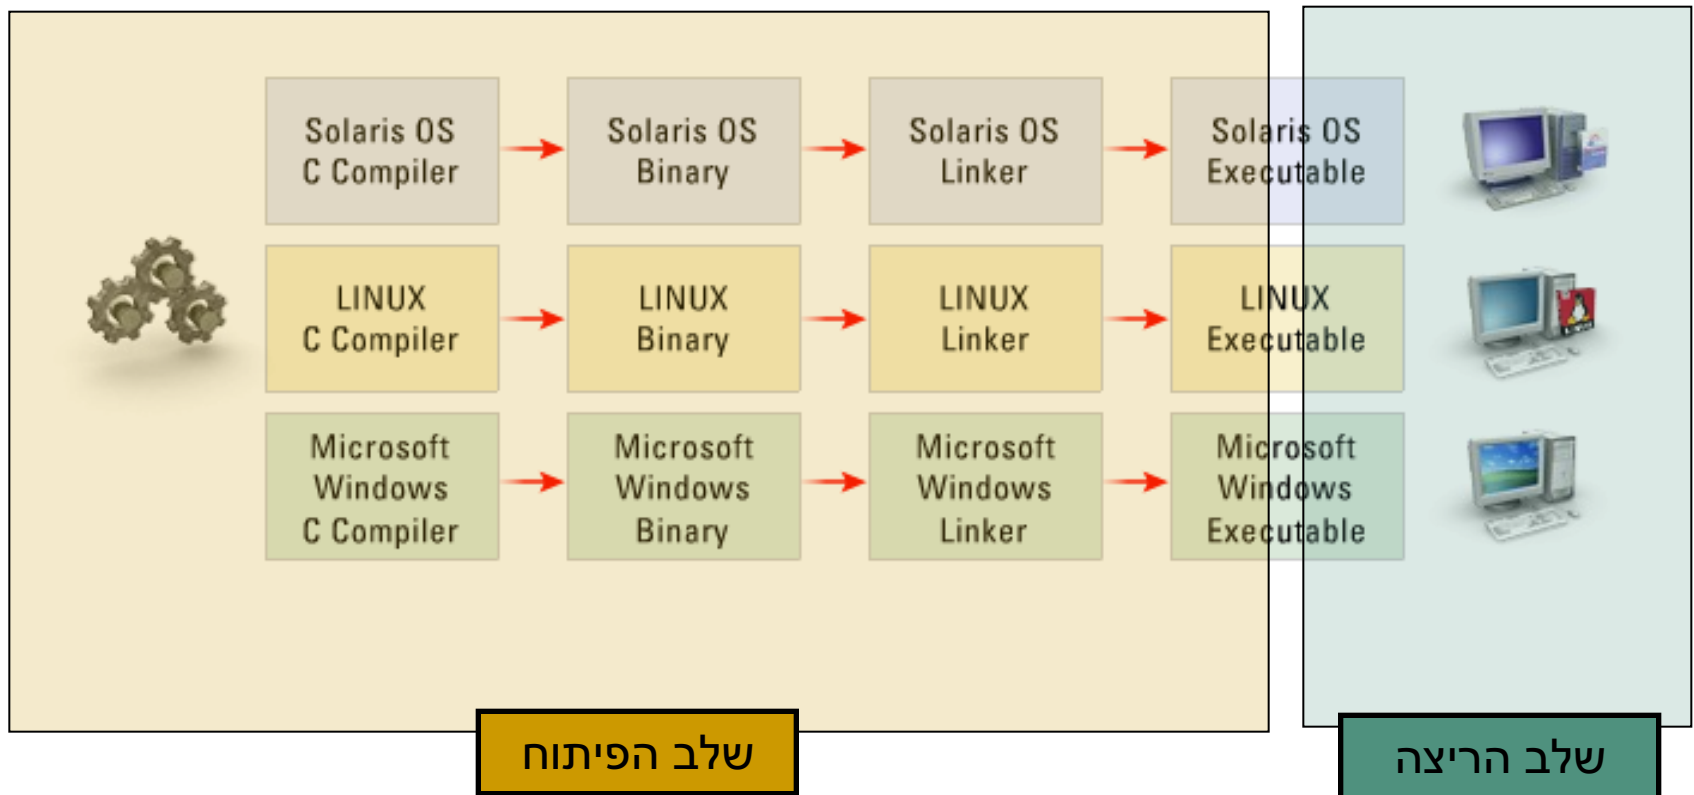 Solaris OS
C Compiler
Solaris OS
Binary
Solaris OS
Linker
Solaris OS
Executable
LINUX
C Compiler
LINUX
Binary
LINUX
Linker
LINUX
Executable
Microsoft
Windows
C Compiler
Microsoft
Windows
Binary
Microsoft
Windows
Linker
Microsoft
Windows
Executable
שלב הפיתוח
שלב הריצה